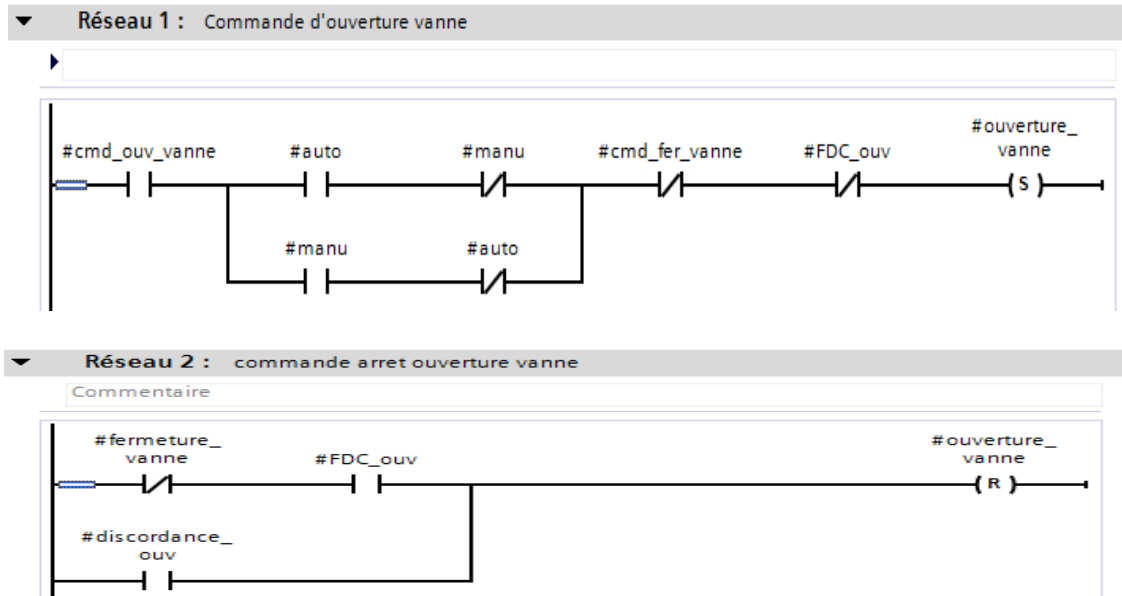 Réseau 1 : Commande d'ouverture vanne
#ouverture_
vanne
#cmd_ouv_vanne #auto #manu #cmd_fer_vanne #FDC_ouv
S
#manu #auto
Réseau 2 : commande arret ouverture vanne
Commentaire
#fermeture_
vanne
#FDC_ouv
#ouverture_
vanne
R
#discordance_
ouv